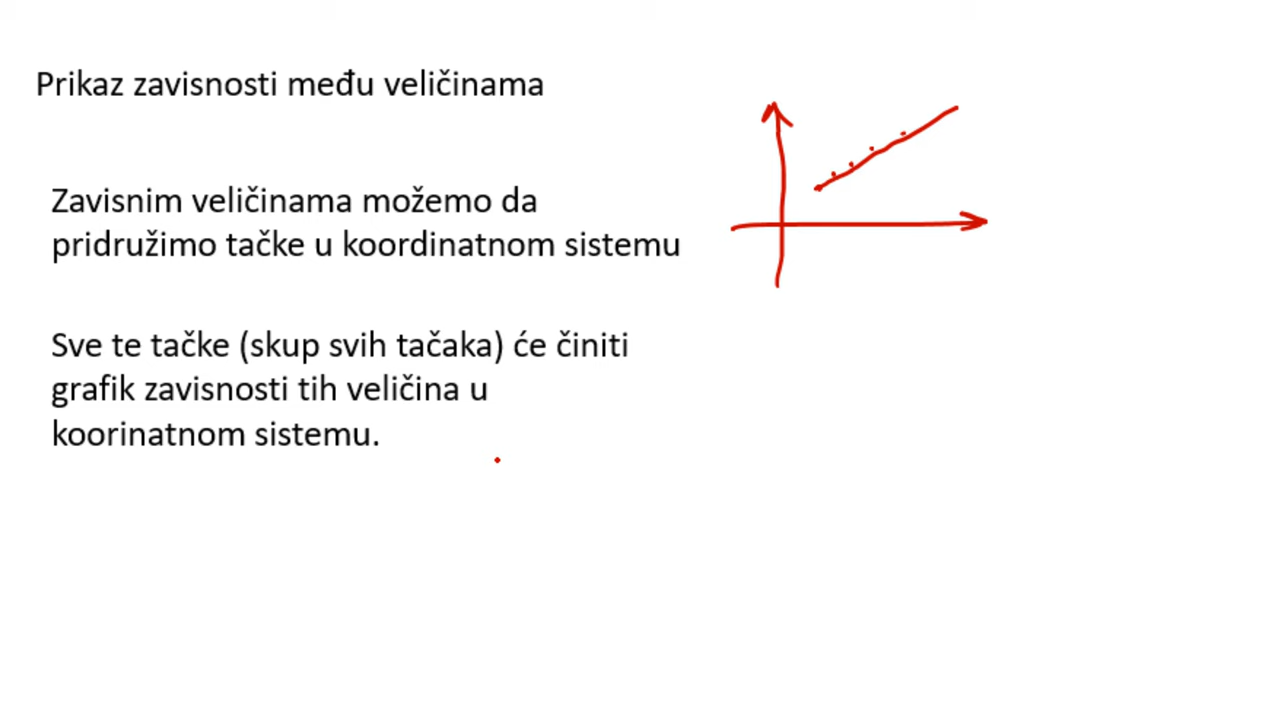 Prikaz zavisnosti među veličinama
Zavisnim veličinama možemo da
pridružimo tačke u koordinatnom sistemu
Sve te tačke (skup svih tačaka) će činiti
grafik zavisnosti tih veličina u
koorinatnom sistemu.